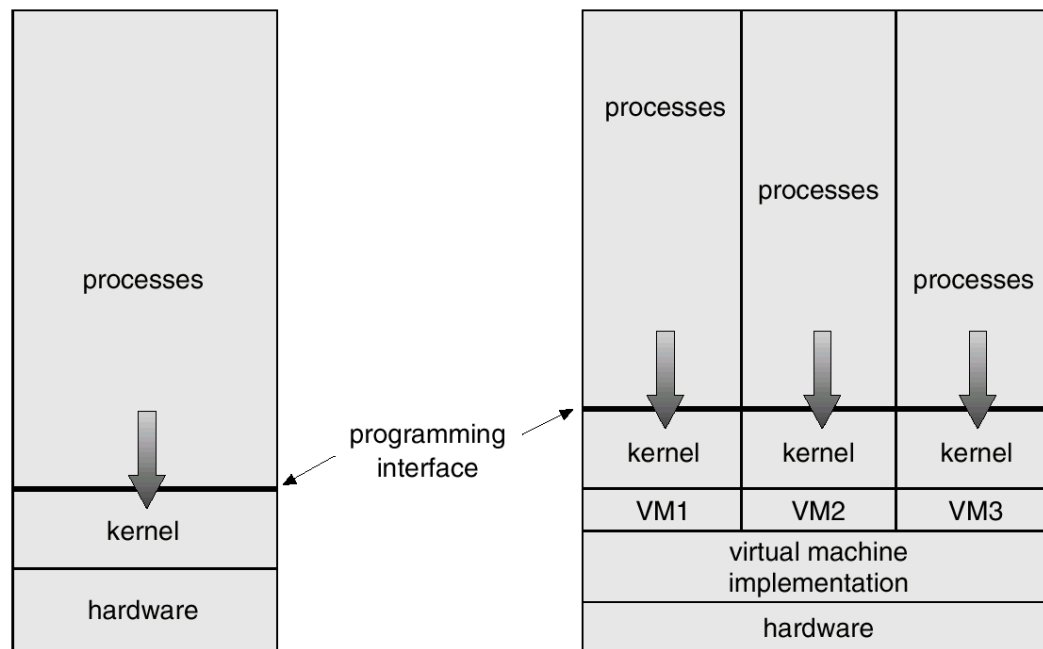 processes
kernel
hardware
programming
interface
processes
processes
processes
kernel
kernel
kernel
VM1
VM2
VM3
virtual machine
implementation
hardware